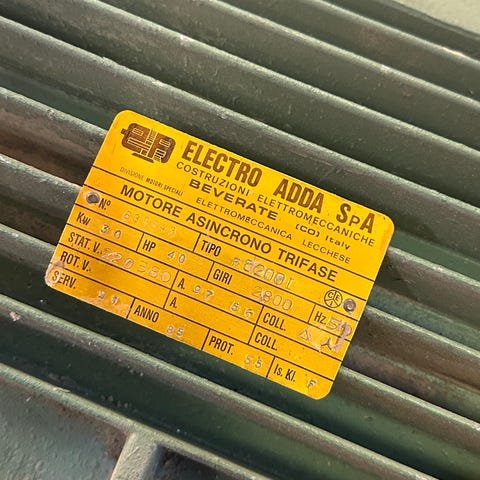 ELECTRO ADDA SpA
COSTRUZIONI ELETTROMECCANICHE
BEVERATE (CO) Italy
DIVISIONE MOTORI SPECIALI ELETTROMECCANICA LECCHESE
MOTORE ASINCRONO TRIFASE
N°
Kw 30 HP 40 TIPO GIRI 2800 Hz 50
STAT. V. 220/380 A. 97 56 COLL. Δ
ROT. V. A. COLL.
SERV. ANNO 85 PROT. 55 Is. Kl. F